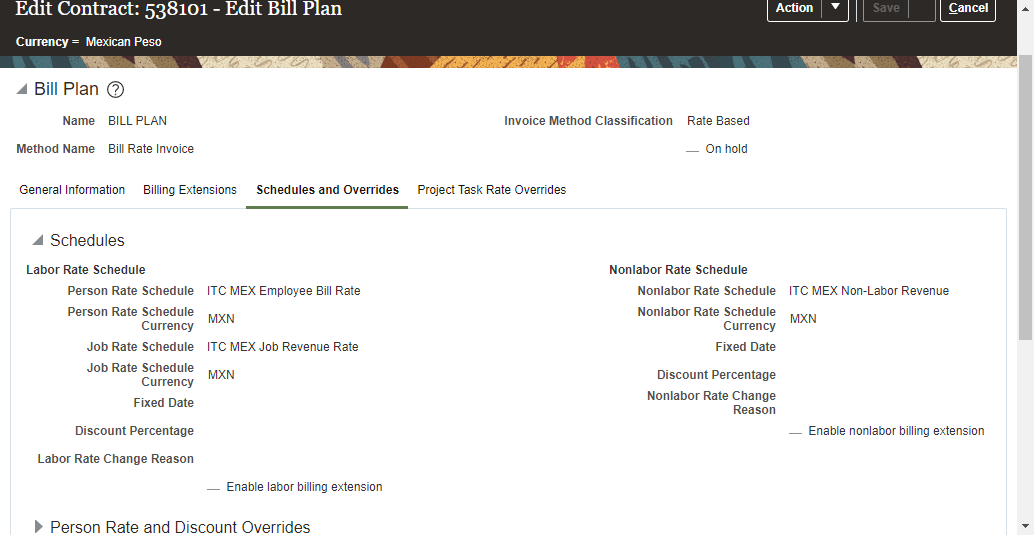 Edit Contract: 538101 - Edit Bill Plan
Action
Save
Cancel
Currency = Mexican Peso
Bill Plan
Name BILL PLAN
Invoice Method Classification Rate Based
Method Name Bill Rate Invoice
On hold
General Information Billing Extensions Schedules and Overrides Project Task Rate Overrides
Schedules
Labor Rate Schedule
Person Rate Schedule ITC MEX Employee Bill Rate
Person Rate Schedule
Currency MXN
Job Rate Schedule ITC MEX Job Revenue Rate
Job Rate Schedule
Currency MXN
Fixed Date
Discount Percentage
Labor Rate Change Reason
Enable labor billing extension
Nonlabor Rate Schedule
Nonlabor Rate Schedule ITC MEX Non-Labor Revenue
Nonlabor Rate Schedule
Currency MXN
Fixed Date
Discount Percentage
Nonlabor Rate Change
Reason
Enable nonlabor billing extension
Person Rate and Discount Overrides